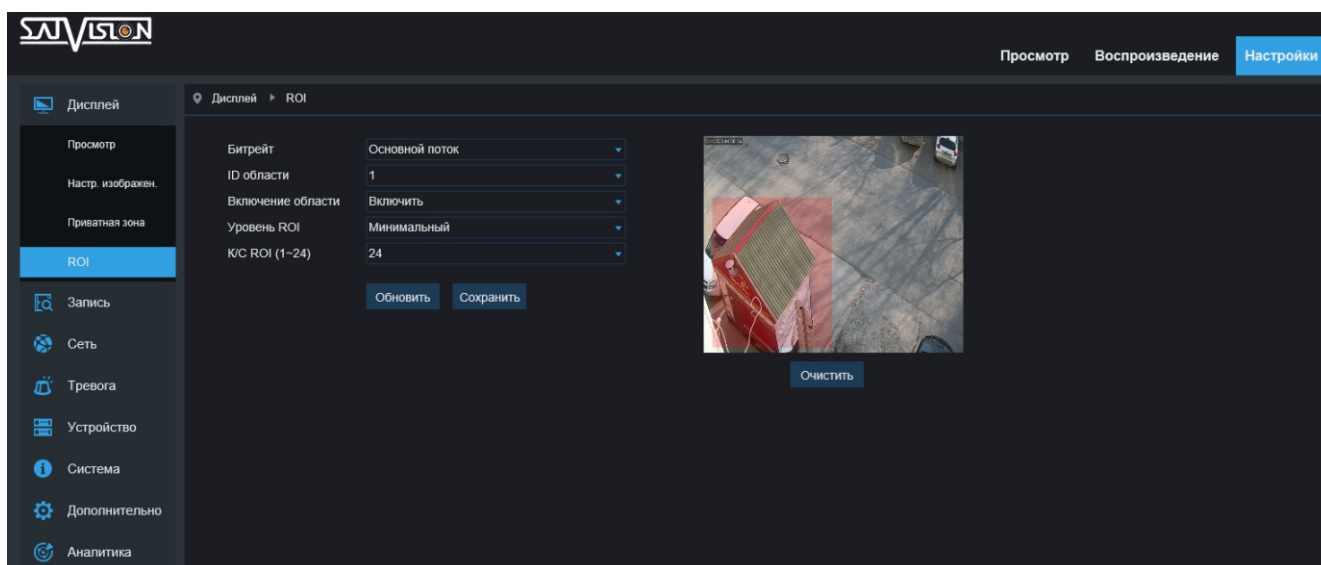 SATVISION
Просмотр Воспроизведение Настройки
Дисплей
Дисплей ROI
Просмотр
Настр. изображен.
Приватная зона
ROI
Запись
Сеть
Тревога
Устройство
Система
Дополнительно
Аналитика
Битрейт Основной поток
ID области 1
Включение области Включить
Уровень ROI Минимальный
К/С ROI (1~24) 24
Обновить Сохранить
Очистить